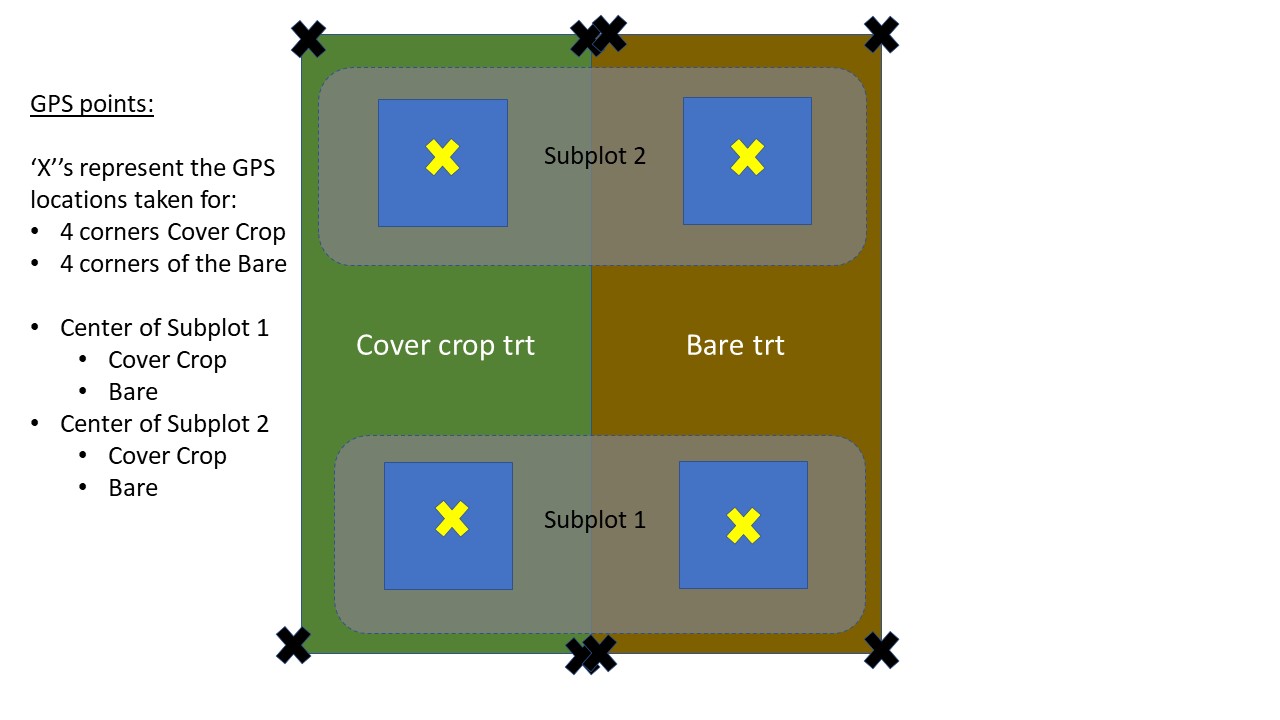 GPS points:
‘X’’s represent the GPS
locations taken for:
• 4 corners Cover Crop
• 4 corners of the Bare
• Center of Subplot 1
• Cover Crop
• Bare
• Center of Subplot 2
• Cover Crop
• Bare
Subplot 2
Cover crop trt
Bare trt
Subplot 1